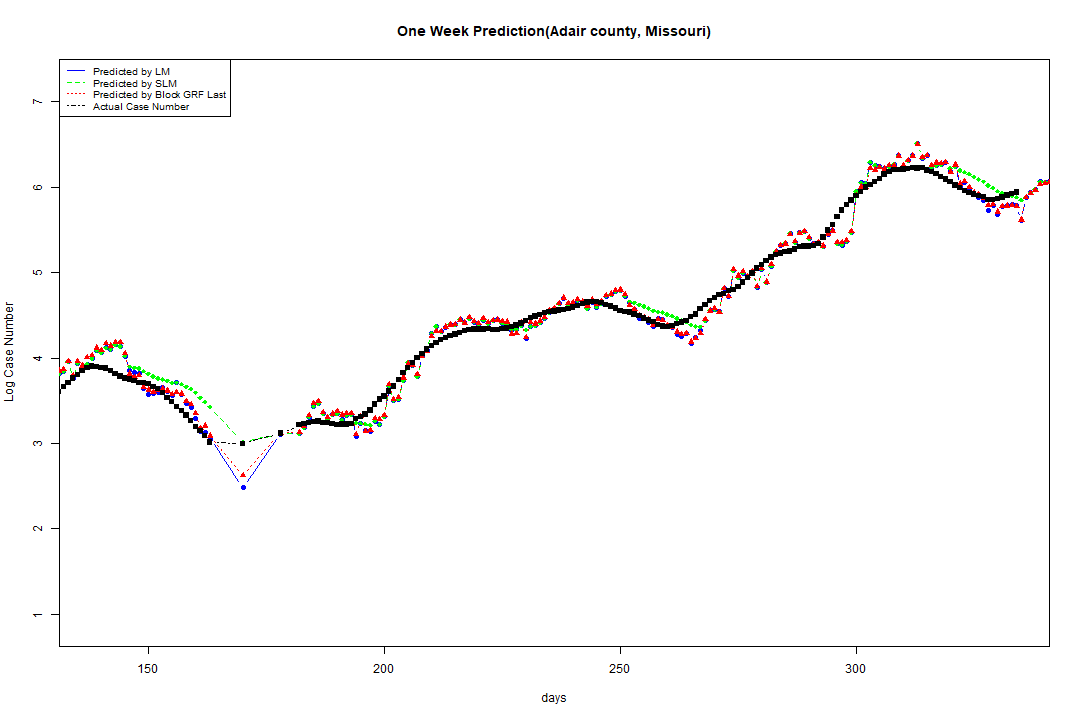 One Week Prediction(Adair county, Missouri)
Predicted by LM
Predicted by SLM
Predicted by Block GRF Last
Actual Case Number
7
6
5
4
3
2
1
Log Case Number
150 200 250 300
days